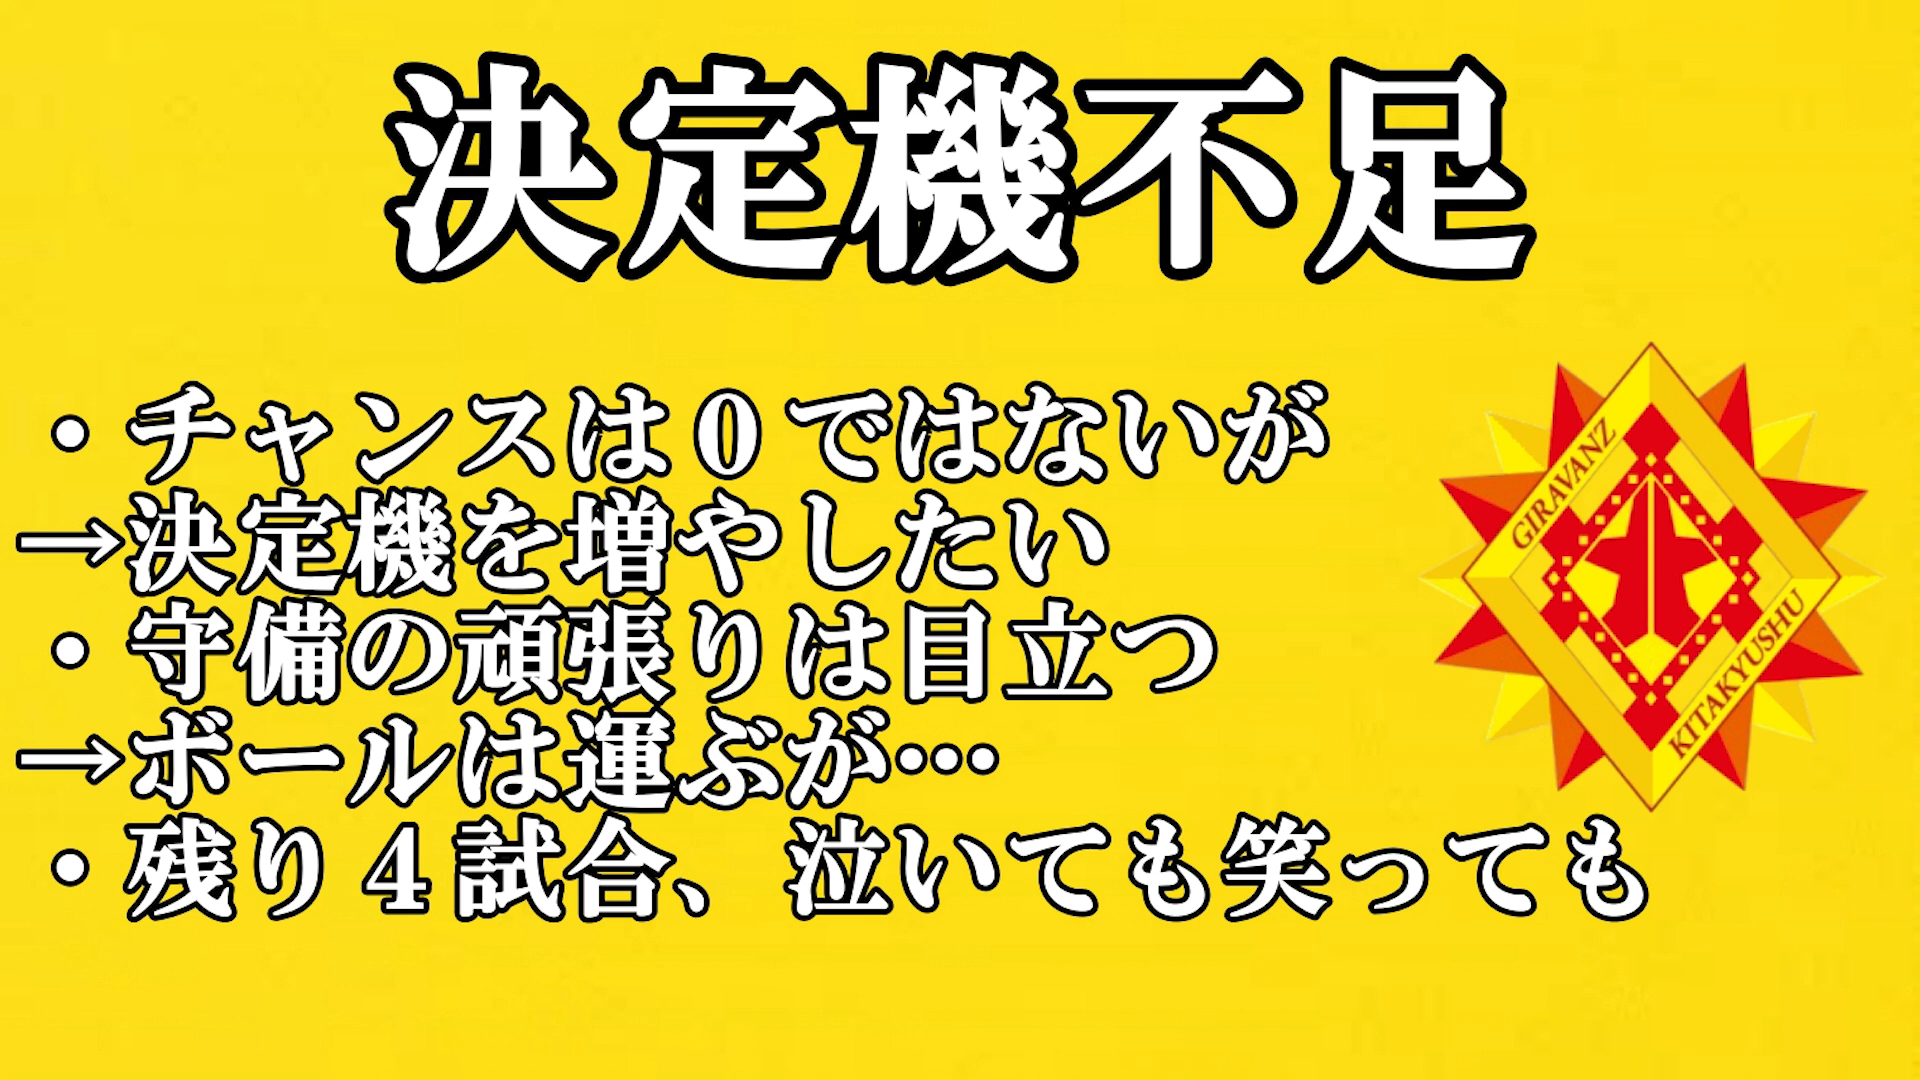 決定機不足
・チャンスは０ではないが
→決定機を増やしたい
・守備の頑張りは目立つ
→ボールは運ぶが…
・残り４試合、泣いても笑っても
GIRAVANZ
KITAKYUSHU